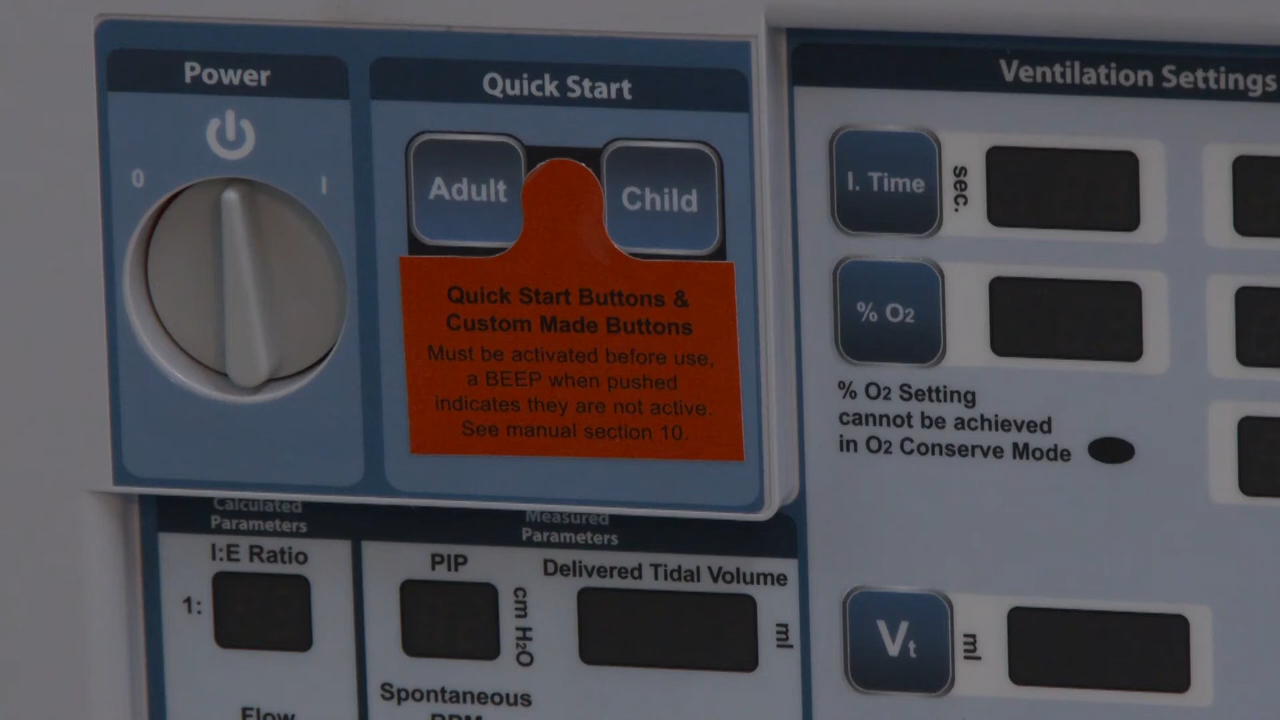 Power
0
I
Quick Start
Adult
Child
Quick Start Buttons &
Custom Made Buttons
Must be activated before use,
a BEEP when pushed
indicates they are not active.
See manual section 10.
Ventilation Settings
I. Time
sec.
% O2
% O2 Setting
cannot be achieved
in O2 Conserve Mode
Calculated
Parameters
I:E Ratio
1:
Flow
Measured
Parameters
PIP
cm H2O
Delivered Tidal Volume
ml
Spontaneous
RPM
Vt
ml